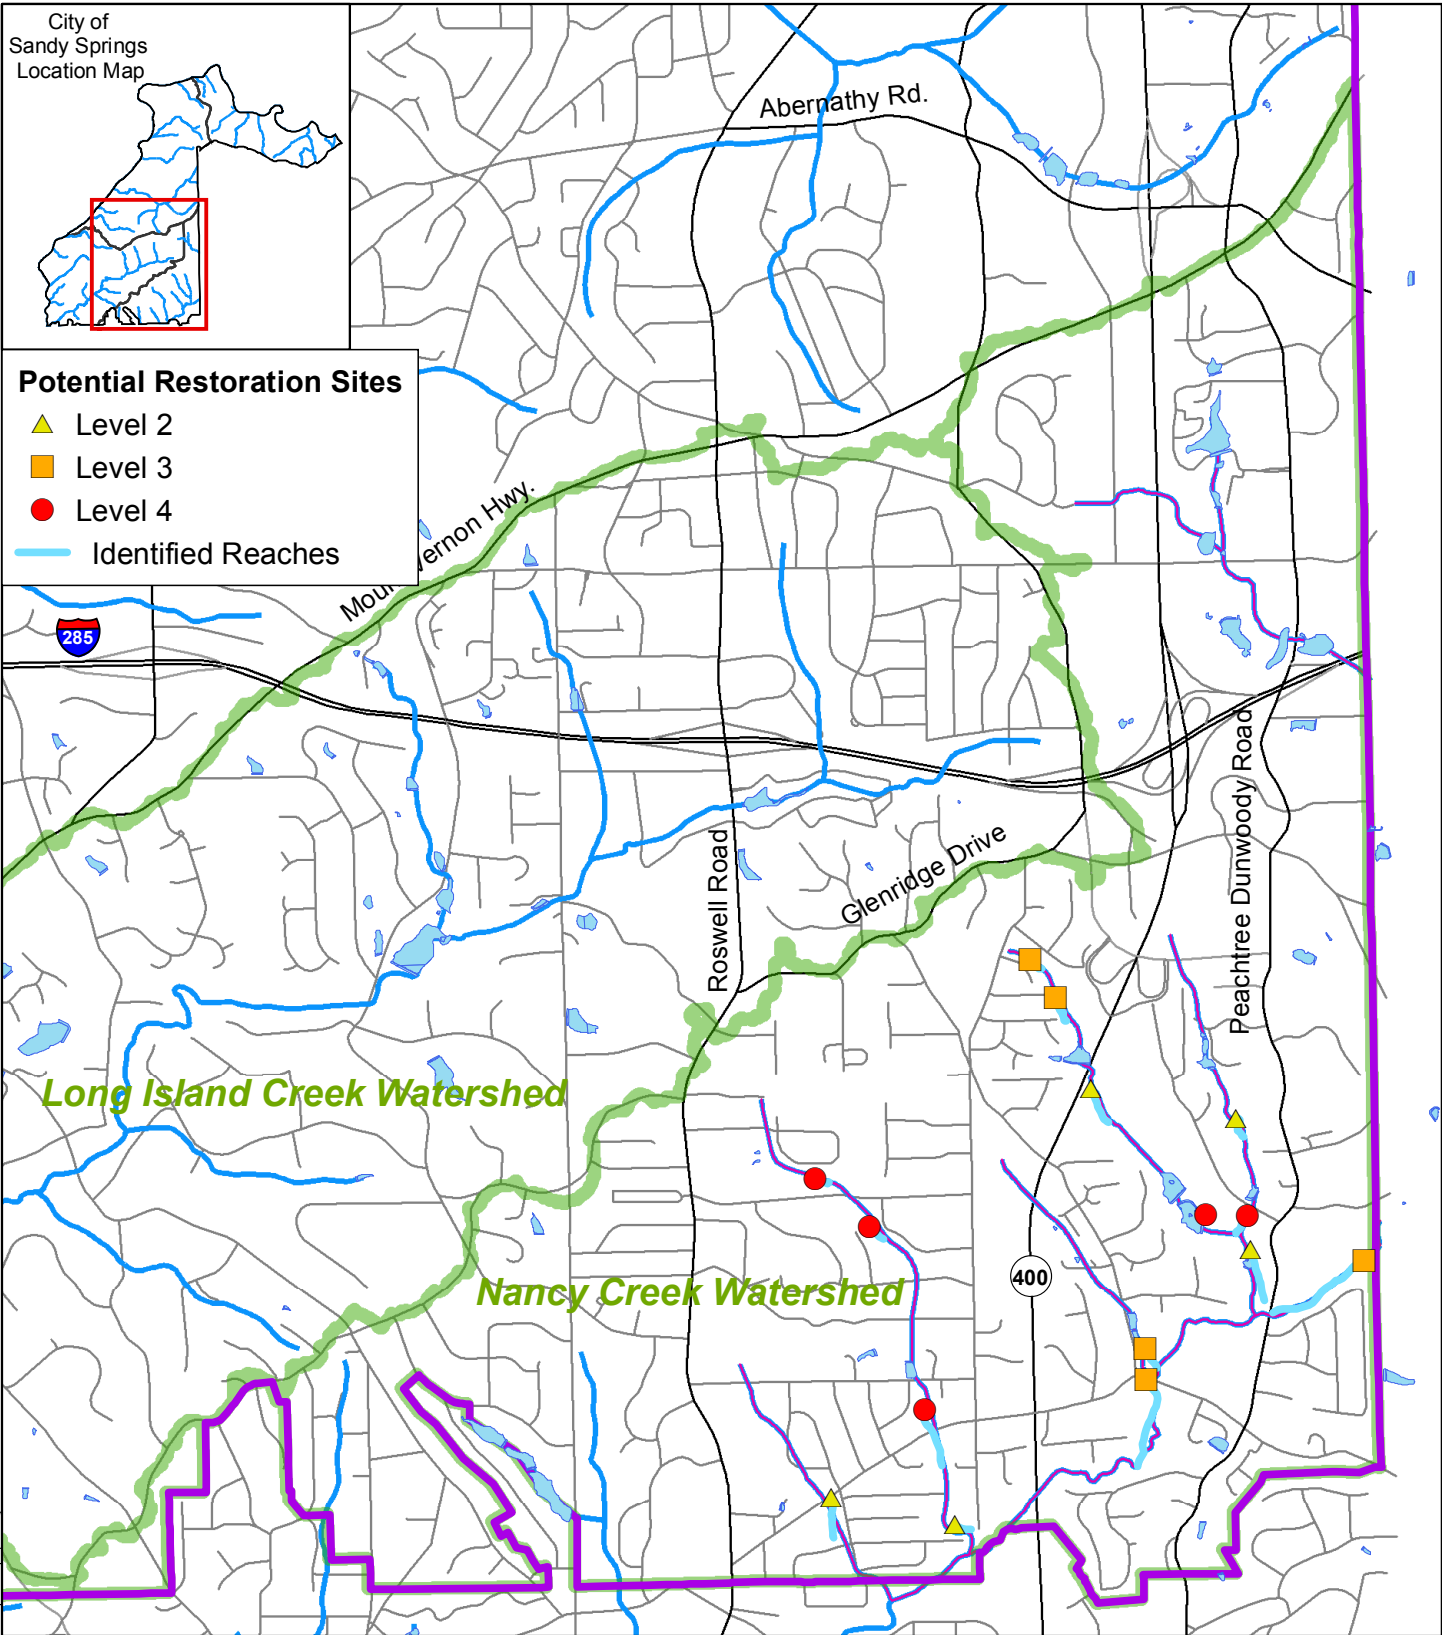 City of
Sandy Springs
Location Map
Abernathy Rd.
Potential Restoration Sites
Level 2
Level 3
Level 4
Identified Reaches
Vernon Hwy.
285
Peachtree Dunwoody Road
Roswell Road
Glenridge Drive
Long Island Creek Watershed
Nancy Creek Watershed
400